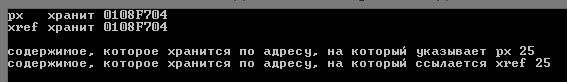 px   хранит 0108F704
xref хранит 0108F704

содержимое, которое хранится по адресу, на который указывает px 25
содержимое, которое хранится по адресу, на который ссылается xref 25